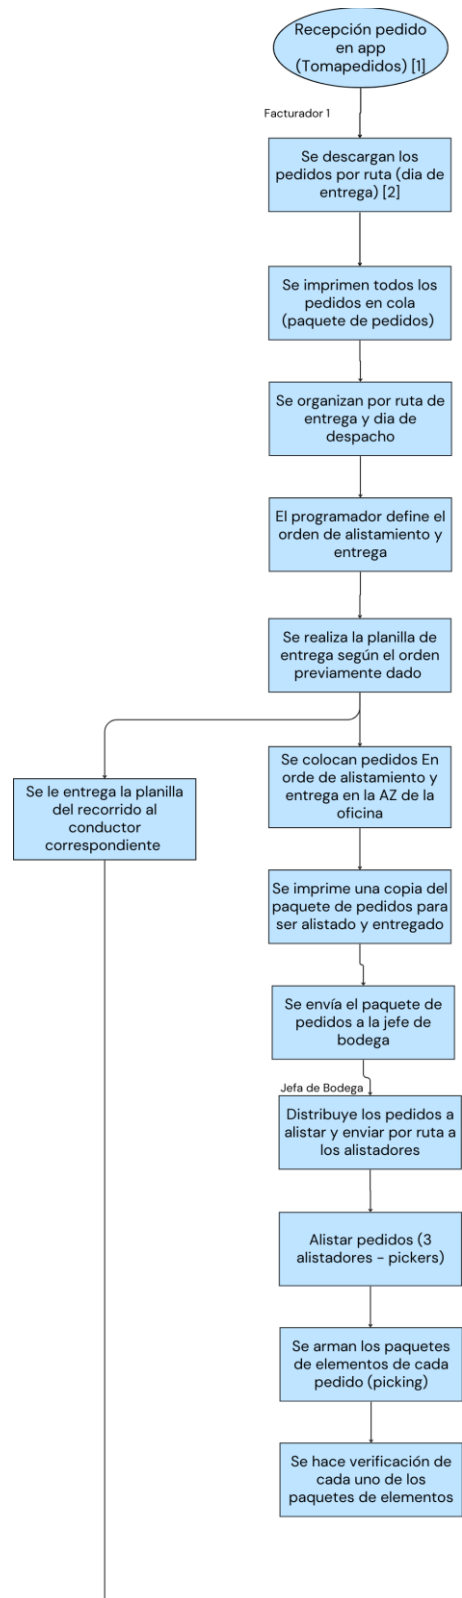 Recepción pedido
en app
(Tomapedidos) [1]
Facturador 1
Se descargan los
pedidos por ruta (dia de
entrega) [2]
Se imprimen todos los
pedidos en cola
(paquete de pedidos)
Se organizan por ruta de
entrega y dia de
despacho
El programador define el
orden de alistamiento y
entrega
Se realiza la planilla de
entrega según el orden
previamente dado
Se le entrega la planilla
del recorrido al
conductor
correspondiente
Se colocan pedidos En
orde de alistamiento y
entrega en la AZ de la
oficina
Se imprime una copia del
paquete de pedidos para
ser alistado y entregado
Se envía el paquete de
pedidos a la jefe de
bodega
Jefa de Bodega
Distribuye los pedidos a
alistar y enviar por ruta a
los alistadores
Alistar pedidos (3
alistadores - pickers)
Se arman los paquetes
de elementos de cada
pedido (picking)
Se hace verificación de
cada uno de los
paquetes de elementos